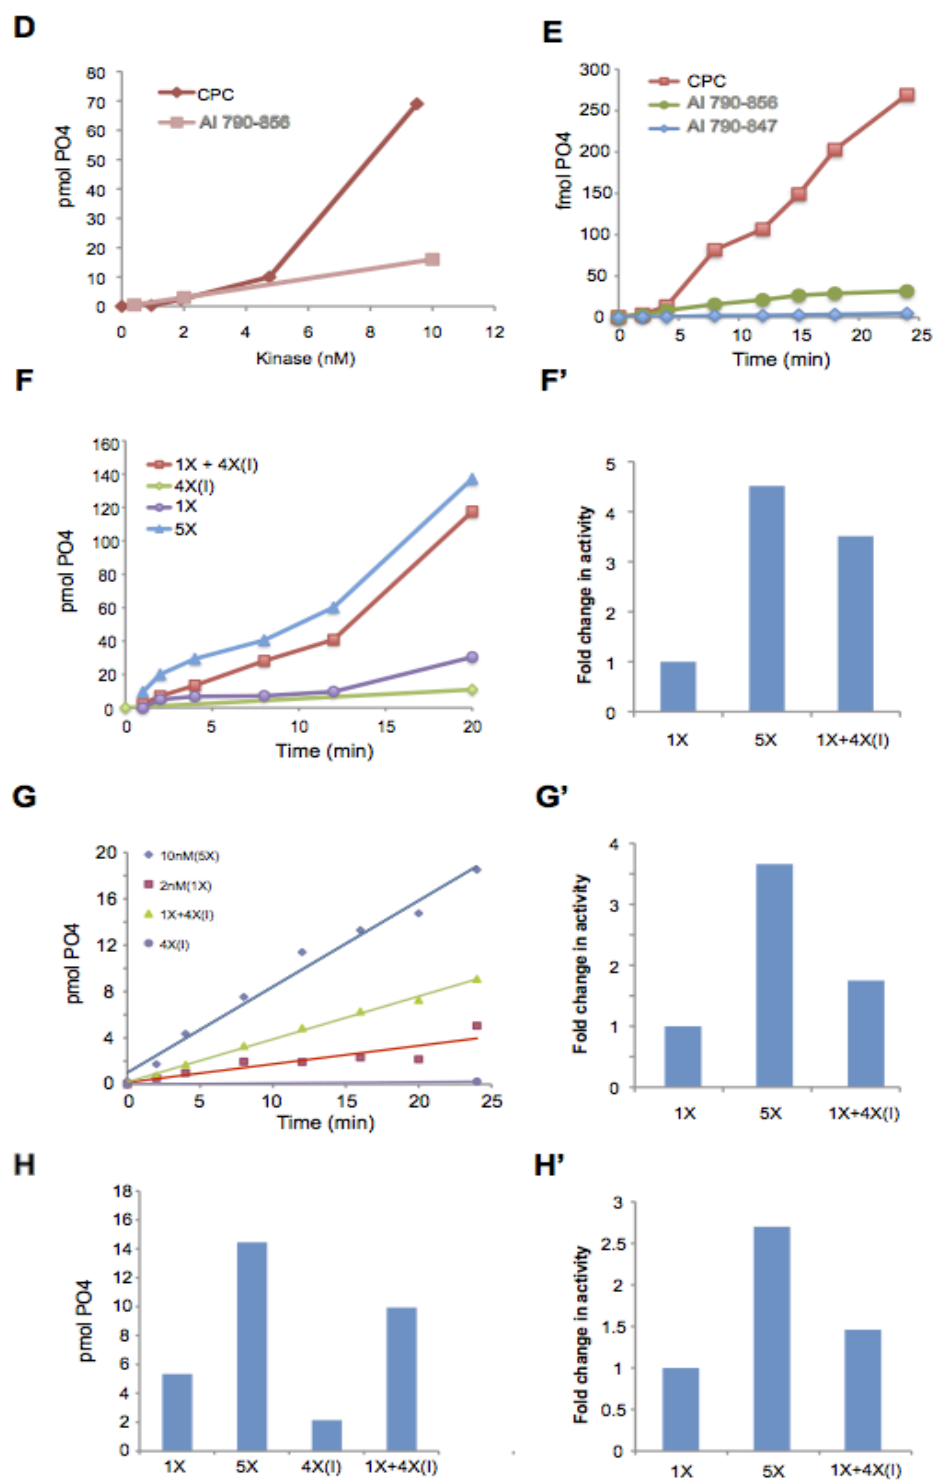 D
80
70
60
50
40
30
20
10
0
pmol PO4
CPC
AI 790-856
0 2 4 6 8 10 12
Kinase (nM)
E
300
250
200
150
100
50
0
fmol PO4
CPC
AI 790-856
AI 790-847
0 5 10 15 20 25
Time (min)
F
160
140
120
100
80
60
40
20
0
pmol PO4
1X + 4X(I)
4X(I)
1X
5X
0 5 10 15 20
Time (min)
F'
5
4
3
2
1
0
Fold change in activity
1X 5X 1X+4X(I)
G
20
16
12
8
4
0
pmol PO4
10nM(5X)
2nM(1X)
1X+4X(I)
4X(I)
0 5 10 15 20 25
Time (min)
G'
4
3
2
1
0
Fold change in activity
1X 5X 1X+4X(I)
H
18
16
14
12
10
8
6
4
2
0
pmol PO4
1X 5X 4X(I) 1X+4X(I)
H'
3
2.5
2
1.5
1
0.5
0
Fold change in activity
1X 5X 1X+4X(I)